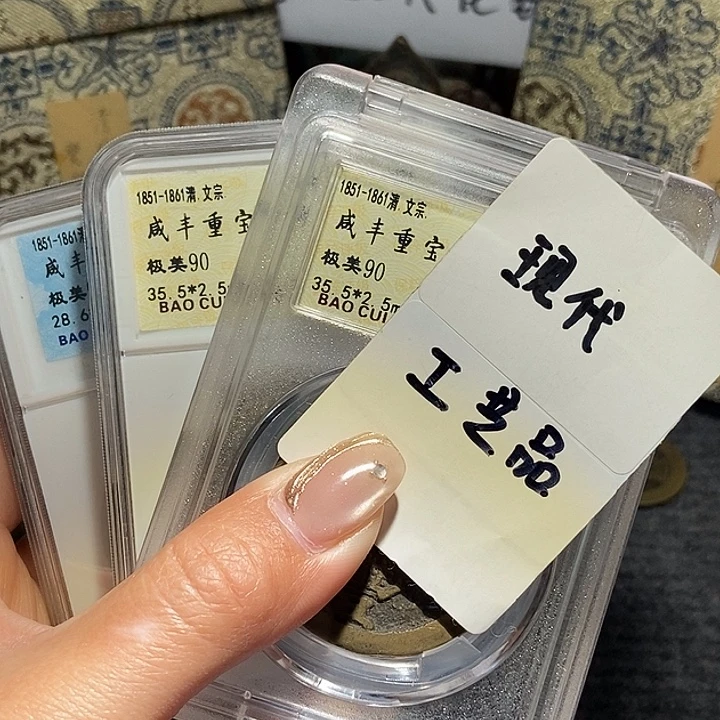 1851-1861清
咸丰
极美
28.6
BAO
1851-1861清.文宗.
咸丰重宝
极美90
35.5*2.5
BAO CUI
1851-1861清.文宗.
咸丰重宝
极美90
35.5*2.5m
BAO CUI
现代
工艺品